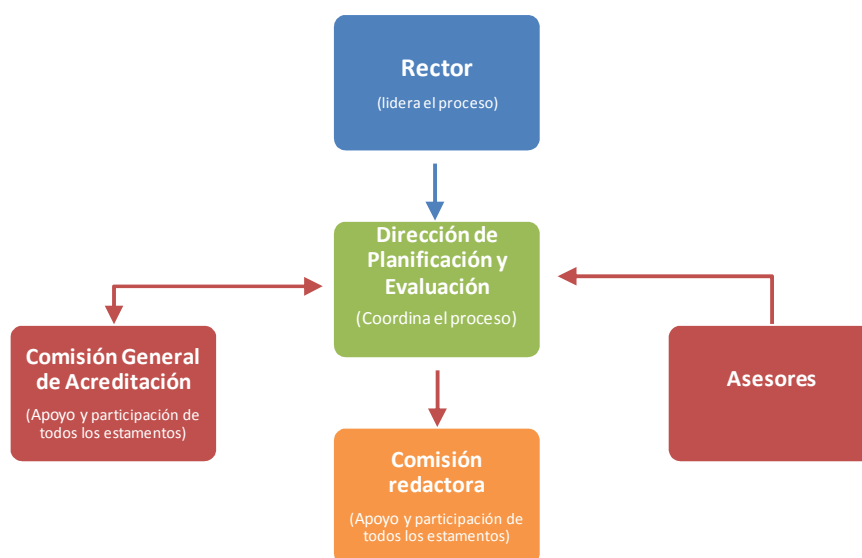 Rector
(lidera el proceso)
Dirección de
Planificación y
Evaluación
(Coordina el proceso)
Comisión General
de Acreditación
(Apoyo y participación de
todos los estamentos)
Asesores
Comisión
redactora
(Apoyo y participación de
todos los estamentos)